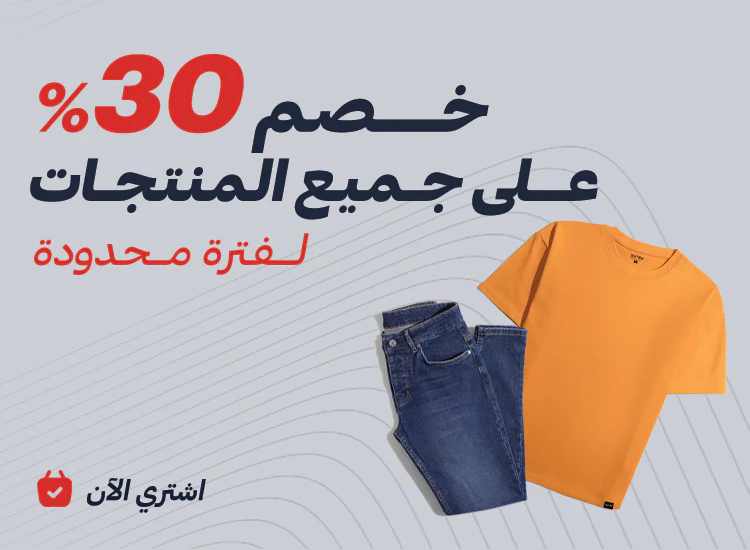 خصم 30%
على جميع المنتجات
لفترة محدودة
اشتري الآن